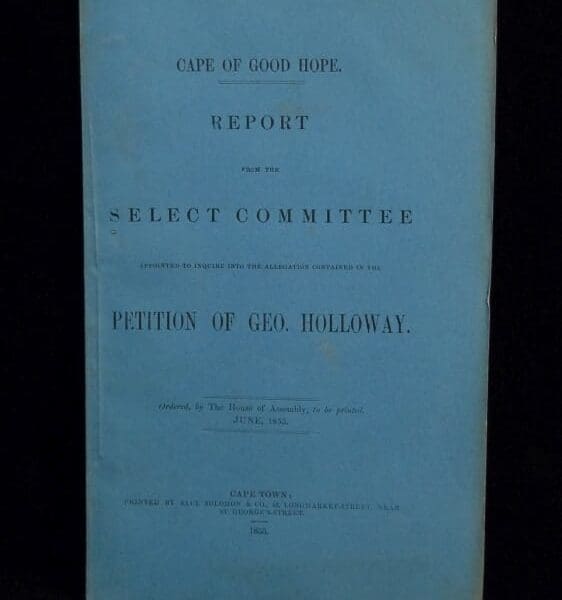 CAPE OF GOOD HOPE.
REPORT
FROM THE
SELECT COMMITTEE
APPOINTED TO INQUIRE INTO THE ALLEGATION CONTAINED IN THE
PETITION OF GEO. HOLLOWAY.
Ordered, by The House of Assembly, to be printed.
JUNE, 1855.
CAPE TOWN:
PRINTED BY SAUL SOLOMON & CO., LONGMARKET-STREET, NEAR
ST. GEORGE'S-STREET.
1855.